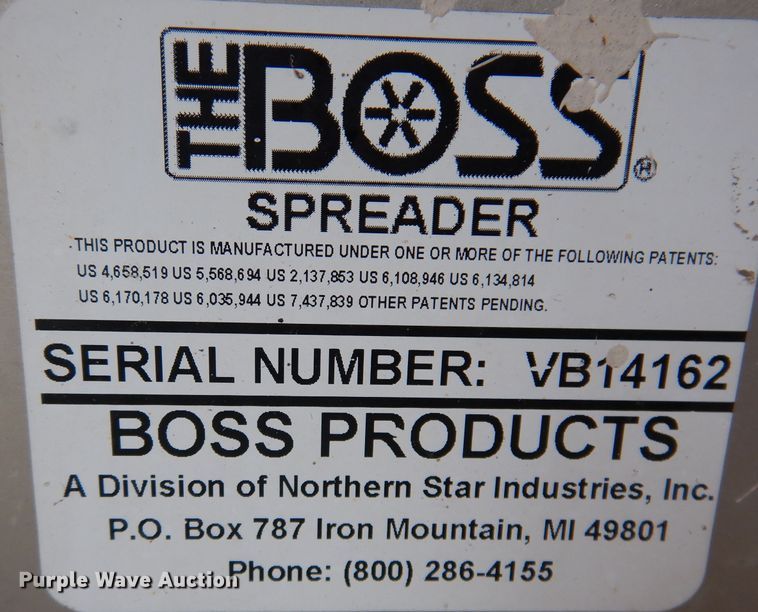 THE BOSS ®
SPREADER
THIS PRODUCT IS MANUFACTURED UNDER ONE OR MORE OF THE FOLLOWING PATENTS:
US 4,658,519 US 5,568,694 US 2,137,853 US 6,108,946 US 6,134,814
US 6,170,178 US 6,035,944 US 7,437,839 OTHER PATENTS PENDING.
SERIAL NUMBER: VB14162
BOSS PRODUCTS
A Division of Northern Star Industries, Inc.
P.O. Box 787 Iron Mountain, MI 49801
Phone: (800) 286-4155
Purple Wave Auction